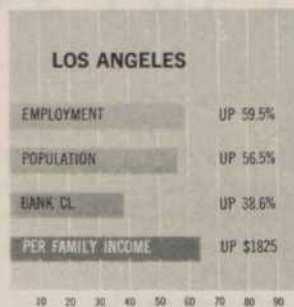 LOS ANGELES
EMPLOYMENT UP 59.5%
POPULATION UP 56.5%
BANK CL UP 38.6%
PER FAMILY INCOME UP $1825
10 20 30 40 50 60 70 80 90